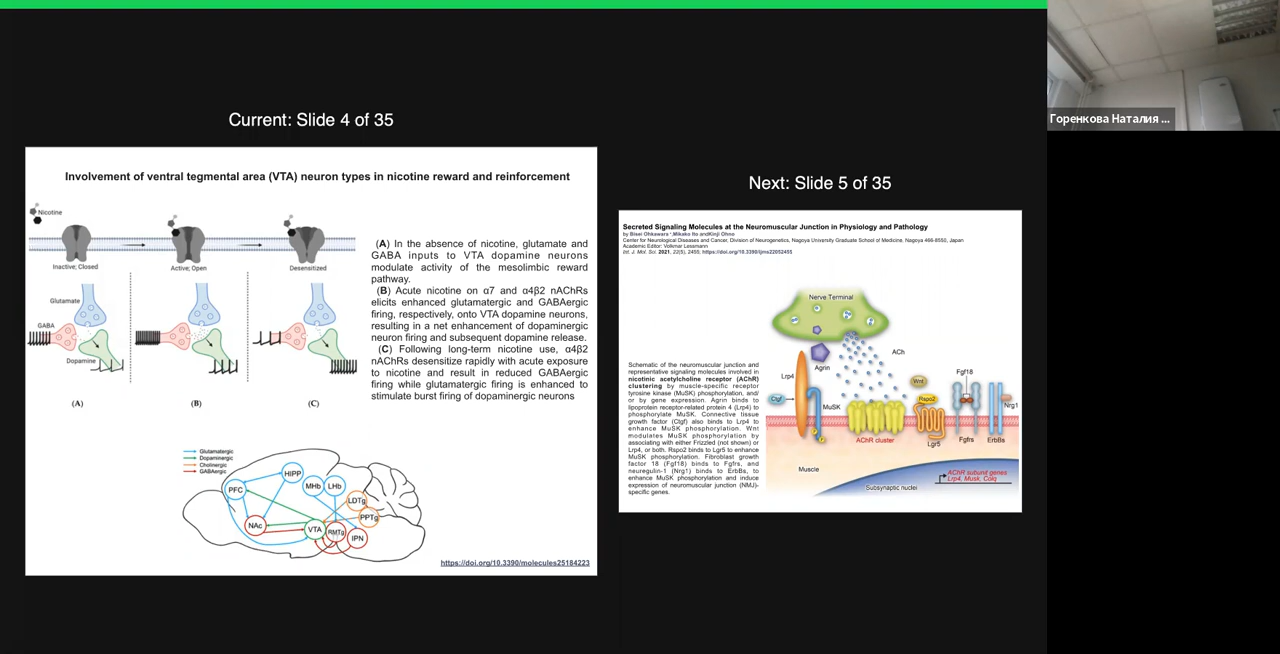 Current: Slide 4 of 35
Involvement of ventral tegmental area (VTA) neuron types in nicotine reward and reinforcement
Nicotine
Inactive; Closed
Active; Open
Desensitized
Glutamate
GABA
Dopamine
(A)
(B)
(C)
(A) In the absence of nicotine, glutamate and
GABA inputs to VTA dopamine neurons
modulate activity of the mesolimbic reward
pathway.
(B) Acute nicotine on α7 and α4β2 nAChRs
elicits enhanced glutamatergic and GABAergic
firing, respectively, onto VTA dopamine neurons,
resulting in a net enhancement of dopaminergic
neuron firing and subsequent dopamine release.
(C) Following long-term nicotine use, α4β2
nAChRs desensitize rapidly with acute exposure
to nicotine and result in reduced GABAergic
firing while glutamatergic firing is enhanced to
stimulate burst firing of dopaminergic neurons
Glutamatergic
Dopaminergic
Cholinergic
GABAergic
PFC
HIPP
MHb
LHb
LDTg
PPTg
NAc
VTA
RMTg
IPN
https://doi.org/10.3390/molecules25184223
Next: Slide 5 of 35
Secreted Signaling Molecules at the Neuromuscular Junction in Physiology and Pathology
by Bisei Ohkawara *,Mikako Ito andKinji Ohno
Center for Neurological Diseases and Cancer, Division of Neurogenetics, Nagoya University Graduate School of Medicine, Nagoya 466-8550, Japan
Academic Editor: Volkmar Lessmann
Int. J. Mol. Sci. 2021, 22(5), 2455; https://doi.org/10.3390/ijms22052455
Schematic of the neuromuscular junction and
representative signaling molecules involved in
nicotinic acetylcholine receptor (AChR)
clustering by muscle-specific receptor
tyrosine kinase (MuSK) phosphorylation, and/
or by gene expression. Agrin binds to
lipoprotein receptor-related protein 4 (Lrp4) to
phosphorylate MuSK. Connective tissue
growth factor (Ctgf) also binds to Lrp4 to
enhance MuSK phosphorylation. Wnt
modulates MuSK phosphorylation by
associating with either Frizzled (not shown) or
Lrp4, or both. Rspo2 binds to Lgr5 to enhance
MuSK phosphorylation. Fibroblast growth
factor 18 (Fgf18) binds to Fgfrs, and
neuregulin-1 (Nrg1) binds to ErbBs, to
enhance MuSK phosphorylation and induce
expression of neuromuscular junction (NMJ)-
specific genes.
Nerve Terminal
ACh
Agrin
Lrp4
Ctgf
MuSK
Wnt
Rspo2
Fgf18
Nrg1
AChR cluster
Lgr5
Fgfrs
ErbBs
Muscle
Subsynaptic nuclei
AChR subunit genes
Lrp4, Musk, Colq
Горенкова Наталия ...